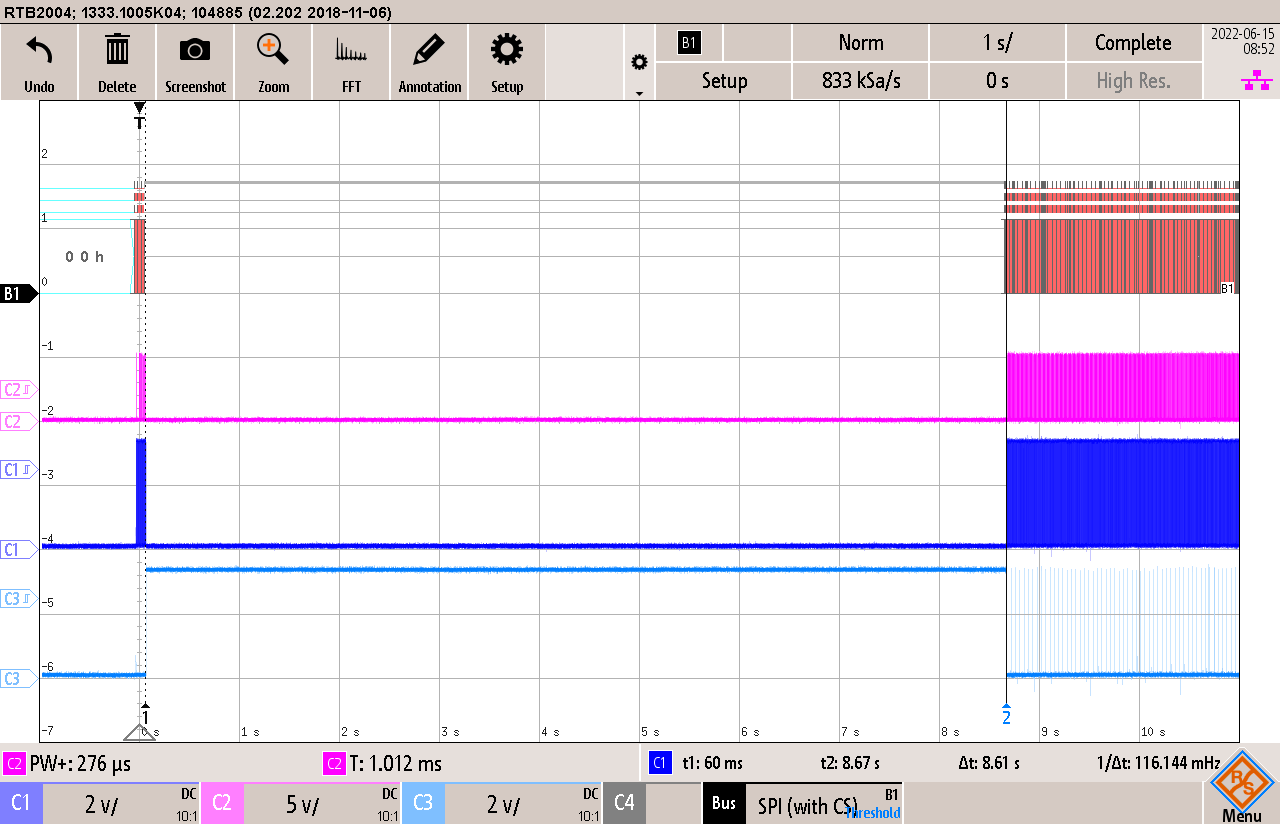 RTB2004; 1333.1005K04; 104885 (02.202 2018-11-06)
Undo
Delete
Screenshot
Zoom
FFT
Annotation
Setup
B1
Norm
1 s/
Complete
2022-06-15
08:52
Setup
833 kSa/s
0 s
High Res.
T
2
1
0 0 h
0
B1
B1
-1
C2
-2
C2
C1
-3
-4
C1
C3
-5
-6
C3
1
2
-7
0 s
1 s
2 s
3 s
4 s
5 s
6 s
7 s
8 s
9 s
10 s
C2 PW+: 276 µs
C2 T: 1.012 ms
C1 t1: 60 ms t2: 8.67 s Δt: 8.61 s 1/Δt: 116.144 mHz
C1 2 v/ DC 10:1
C2 5 v/ DC 10:1
C3 2 v/ DC 10:1
C4
Bus SPI (with CS) B1 Threshold
R&S
Menu